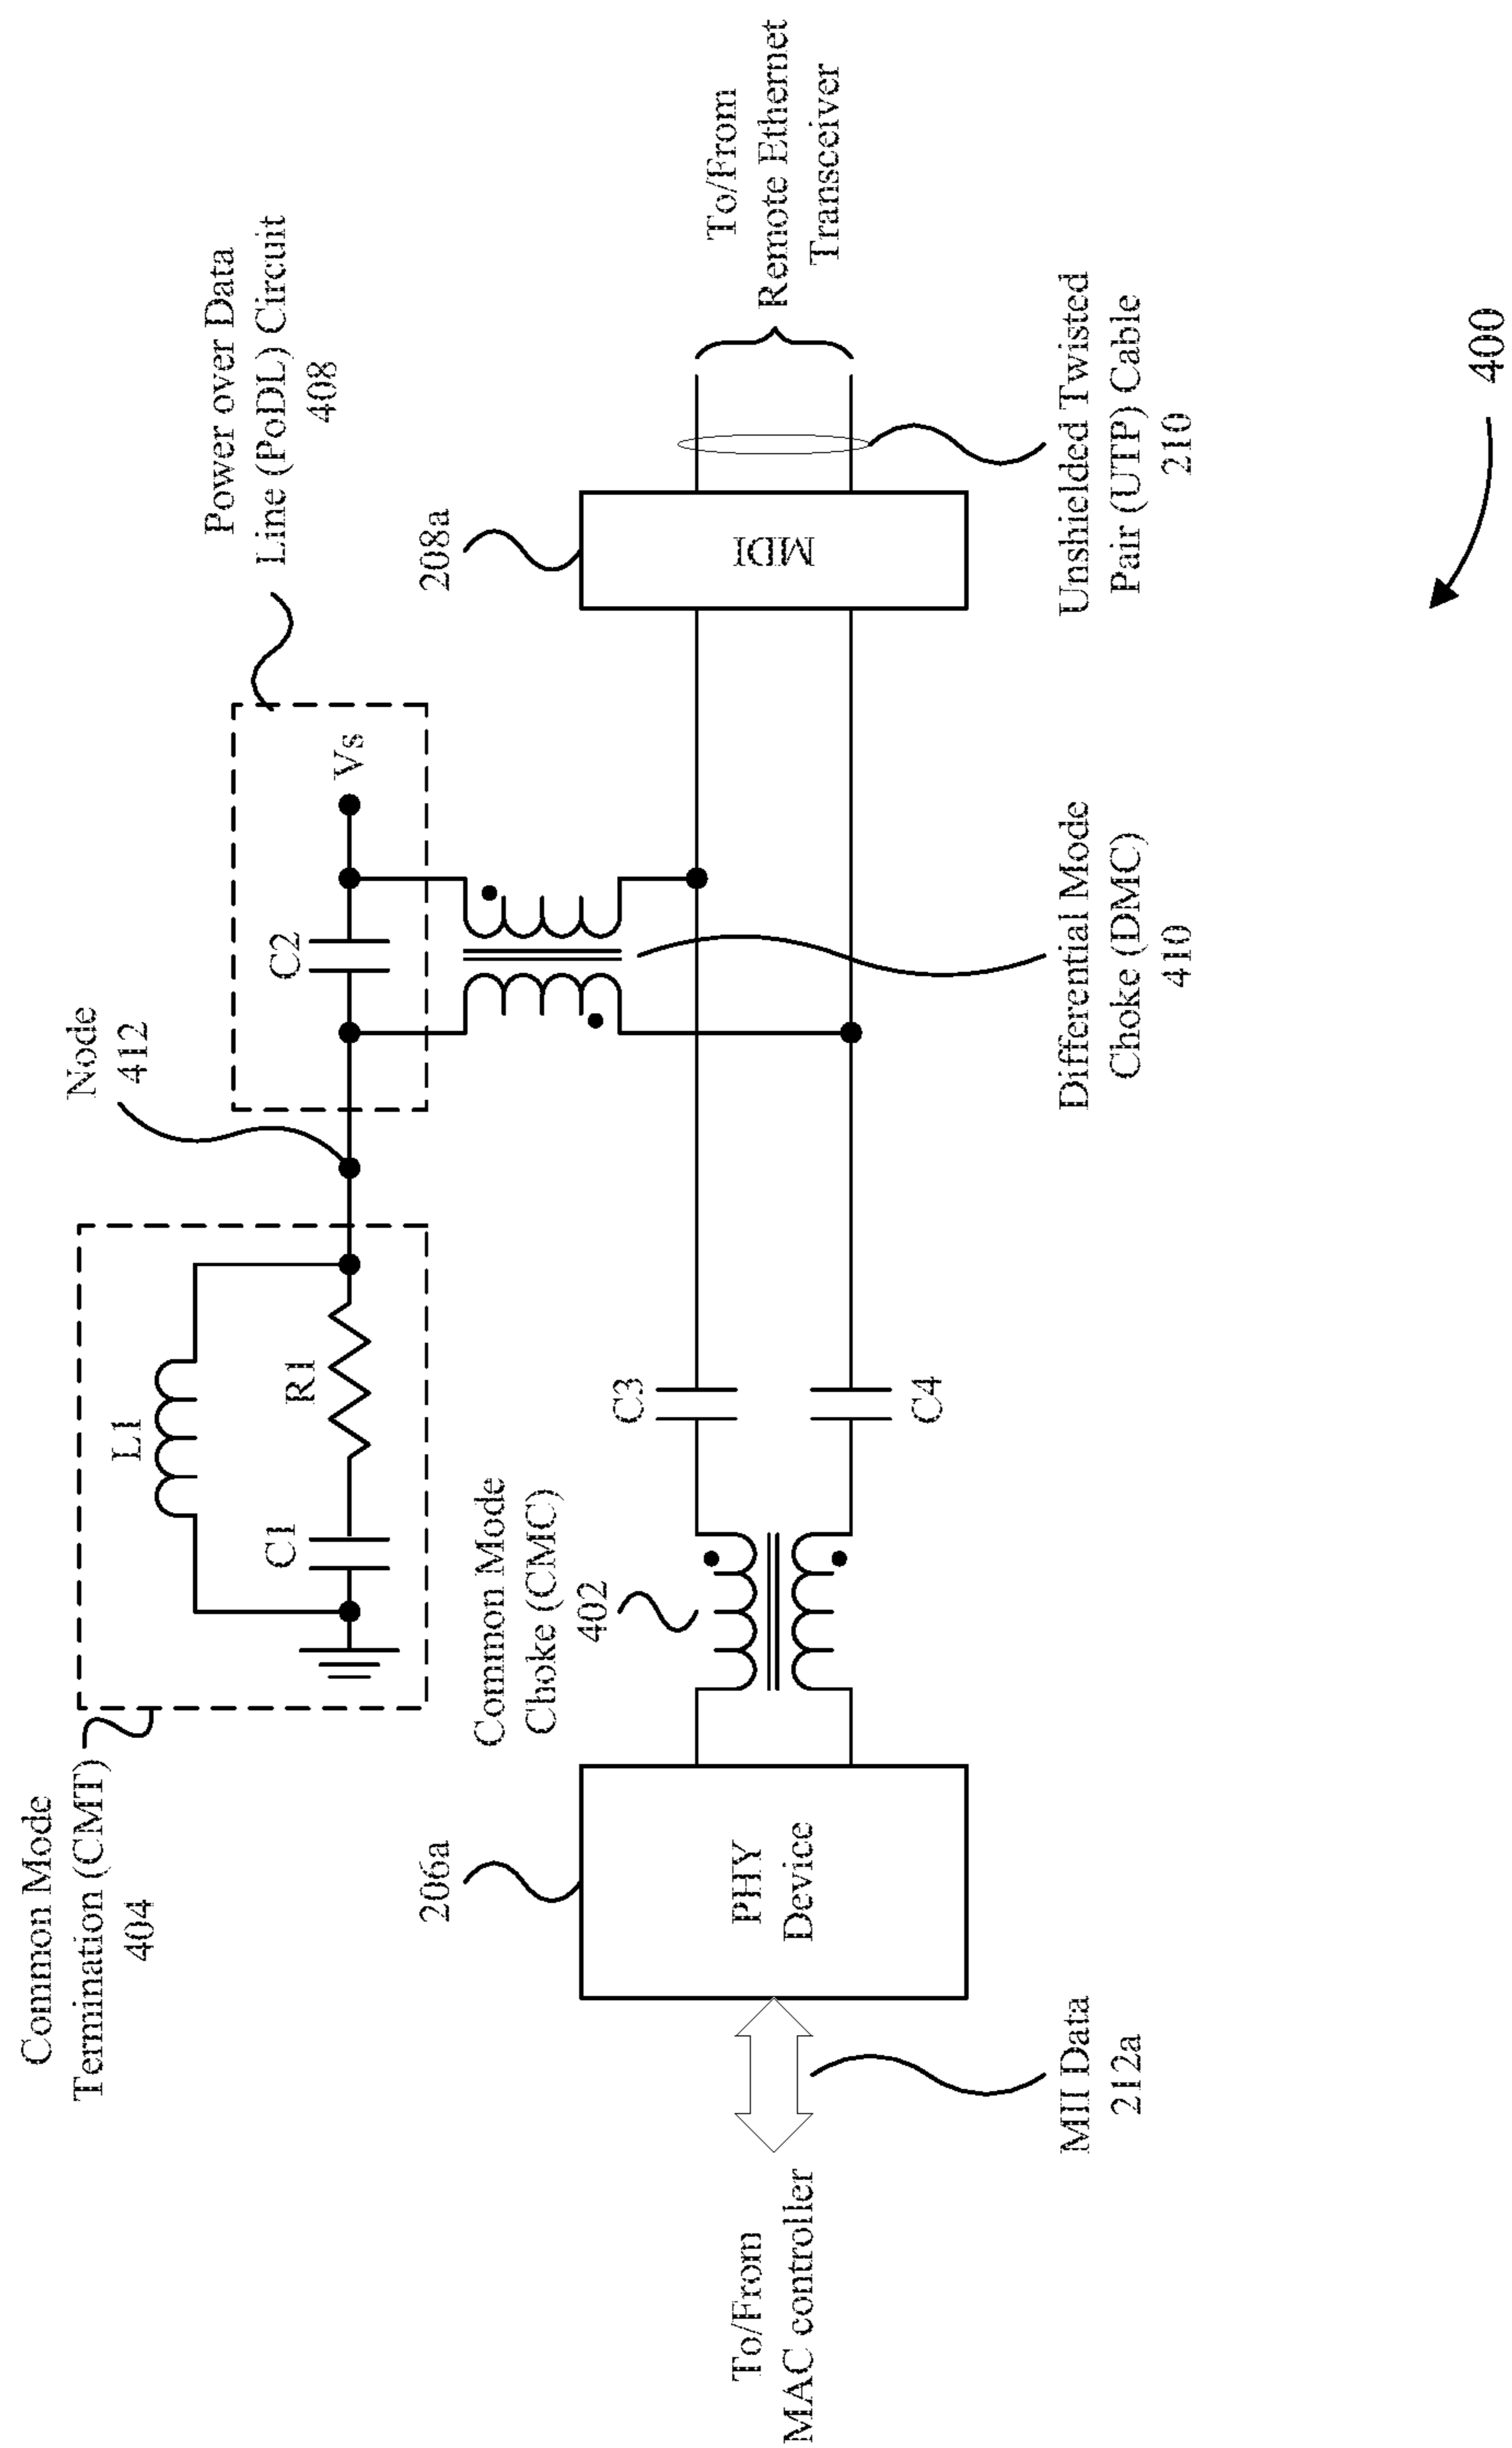 Common Mode
Termination (CMT)
404
L1
C1
R1
Node
412
Power over Data
Line (PoDL) Circuit
408
C2
Vs
206a
Common Mode
Choke (CMC)
402
C3
C4
208a
PHY
Device
MDI
To/From
MAC controller
To/From
Remote Ethernet
Transceiver
MII Data
212a
Differential Mode
Choke (DMC)
410
Unshielded Twisted
Pair (UTP) Cable
210
400